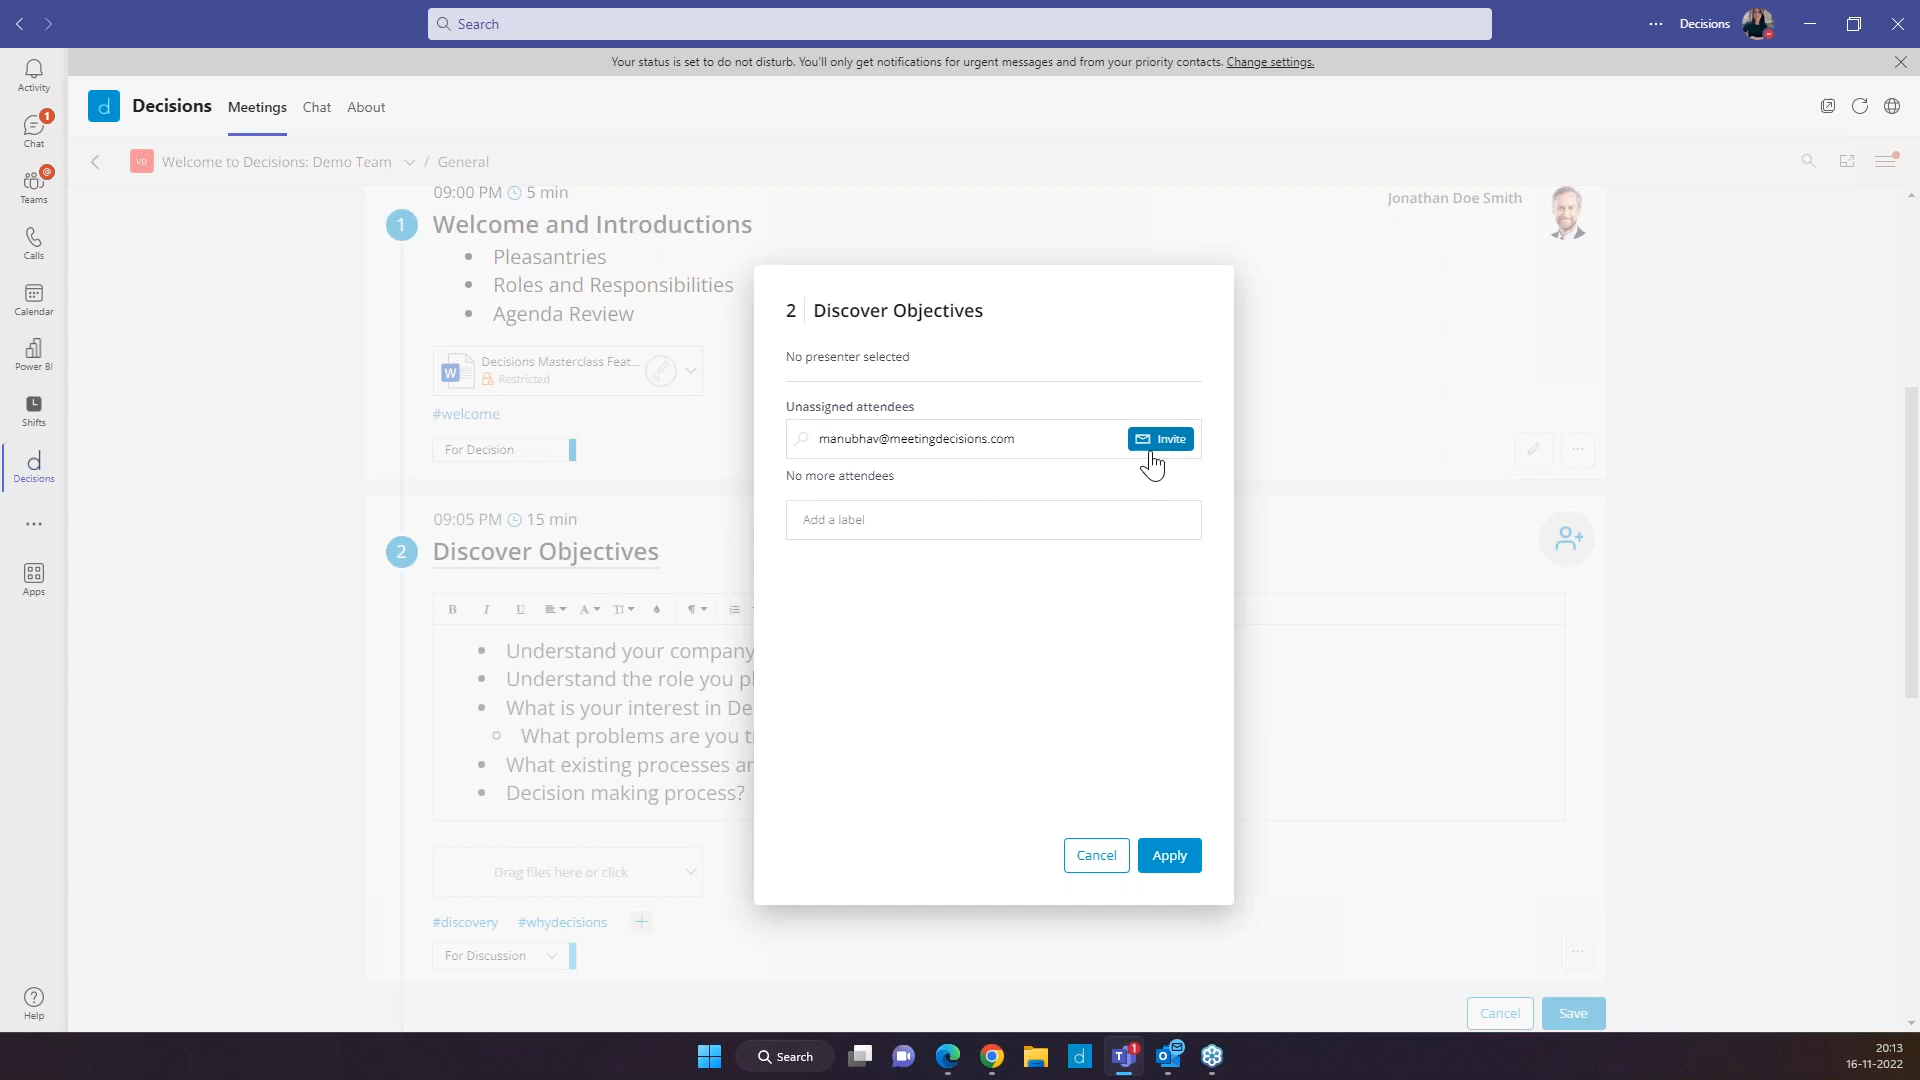 Search
Decisions
Your status is set to do not disturb. You'll only get notifications for urgent messages and from your priority contacts. Change settings.
Activity
d Decisions Meetings Chat About
1
Chat
VD Welcome to Decisions: Demo Team / General
@
Teams
09:00 PM 5 min
Jonathan Doe Smith
1 Welcome and Introductions
Calls
Pleasantries
Roles and Responsibilities
Agenda Review
Calendar
Power BI
Decisions Masterclass Feat...
W Restricted
Shifts
#welcome
For Decision
d
Decisions
2 Discover Objectives
No presenter selected
Unassigned attendees
manubhav@meetingdecisions.com Invite
No more attendees
Add a label
Cancel Apply
09:05 PM 15 min
2 Discover Objectives
Apps
B I U A TI ¶
Understand your company
Understand the role you pl
What is your interest in De
What problems are you t
What existing processes ar
Decision making process?
Drag files here or click
#discovery #whydecisions +
For Discussion
Help
Cancel Save
Search
d
T 1
O
20:13
16-11-2022